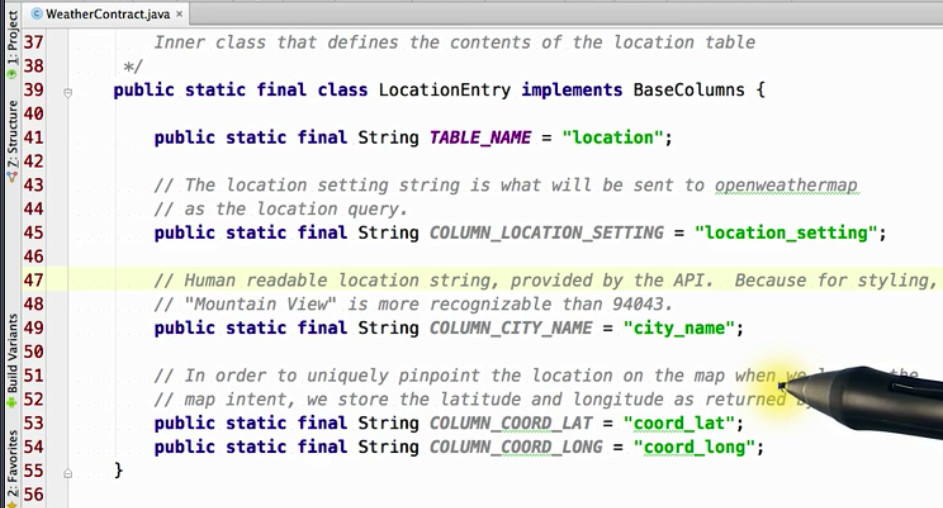 WeatherContract.java ×
1: Project
Z: Structure
Build Variants
2: Favorites
37 Inner class that defines the contents of the location table
38 */
39 public static final class LocationEntry implements BaseColumns {
40
41 public static final String TABLE_NAME = "location";
42
43 // The location setting string is what will be sent to openweathermap
44 // as the location query.
45 public static final String COLUMN_LOCATION_SETTING = "location_setting";
46
47 // Human readable location string, provided by the API.  Because for styling,
48 // "Mountain View" is more recognizable than 94043.
49 public static final String COLUMN_CITY_NAME = "city_name";
50
51 // In order to uniquely pinpoint the location on the map when we the
52 // map intent, we store the latitude and longitude as returned
53 public static final String COLUMN_COORD_LAT = "coord_lat";
54 public static final String COLUMN_COORD_LONG = "coord_long";
55 }
56